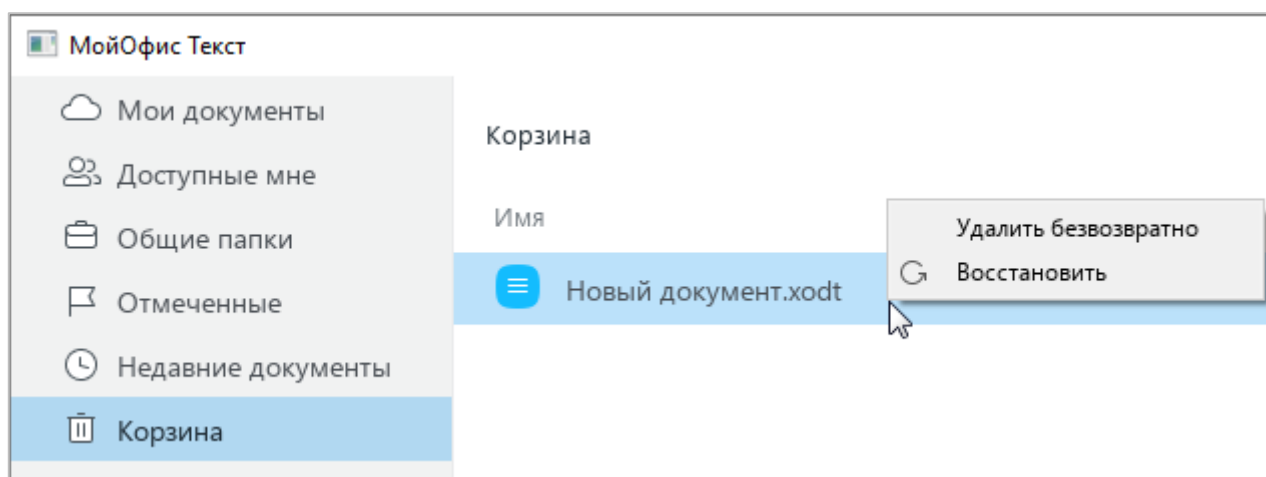 МойОфис Текст
Мои документы
Доступные мне
Общие папки
Отмеченные
Недавние документы
Корзина
Корзина
Имя
Новый документ.xodt
Удалить безвозвратно
Восстановить